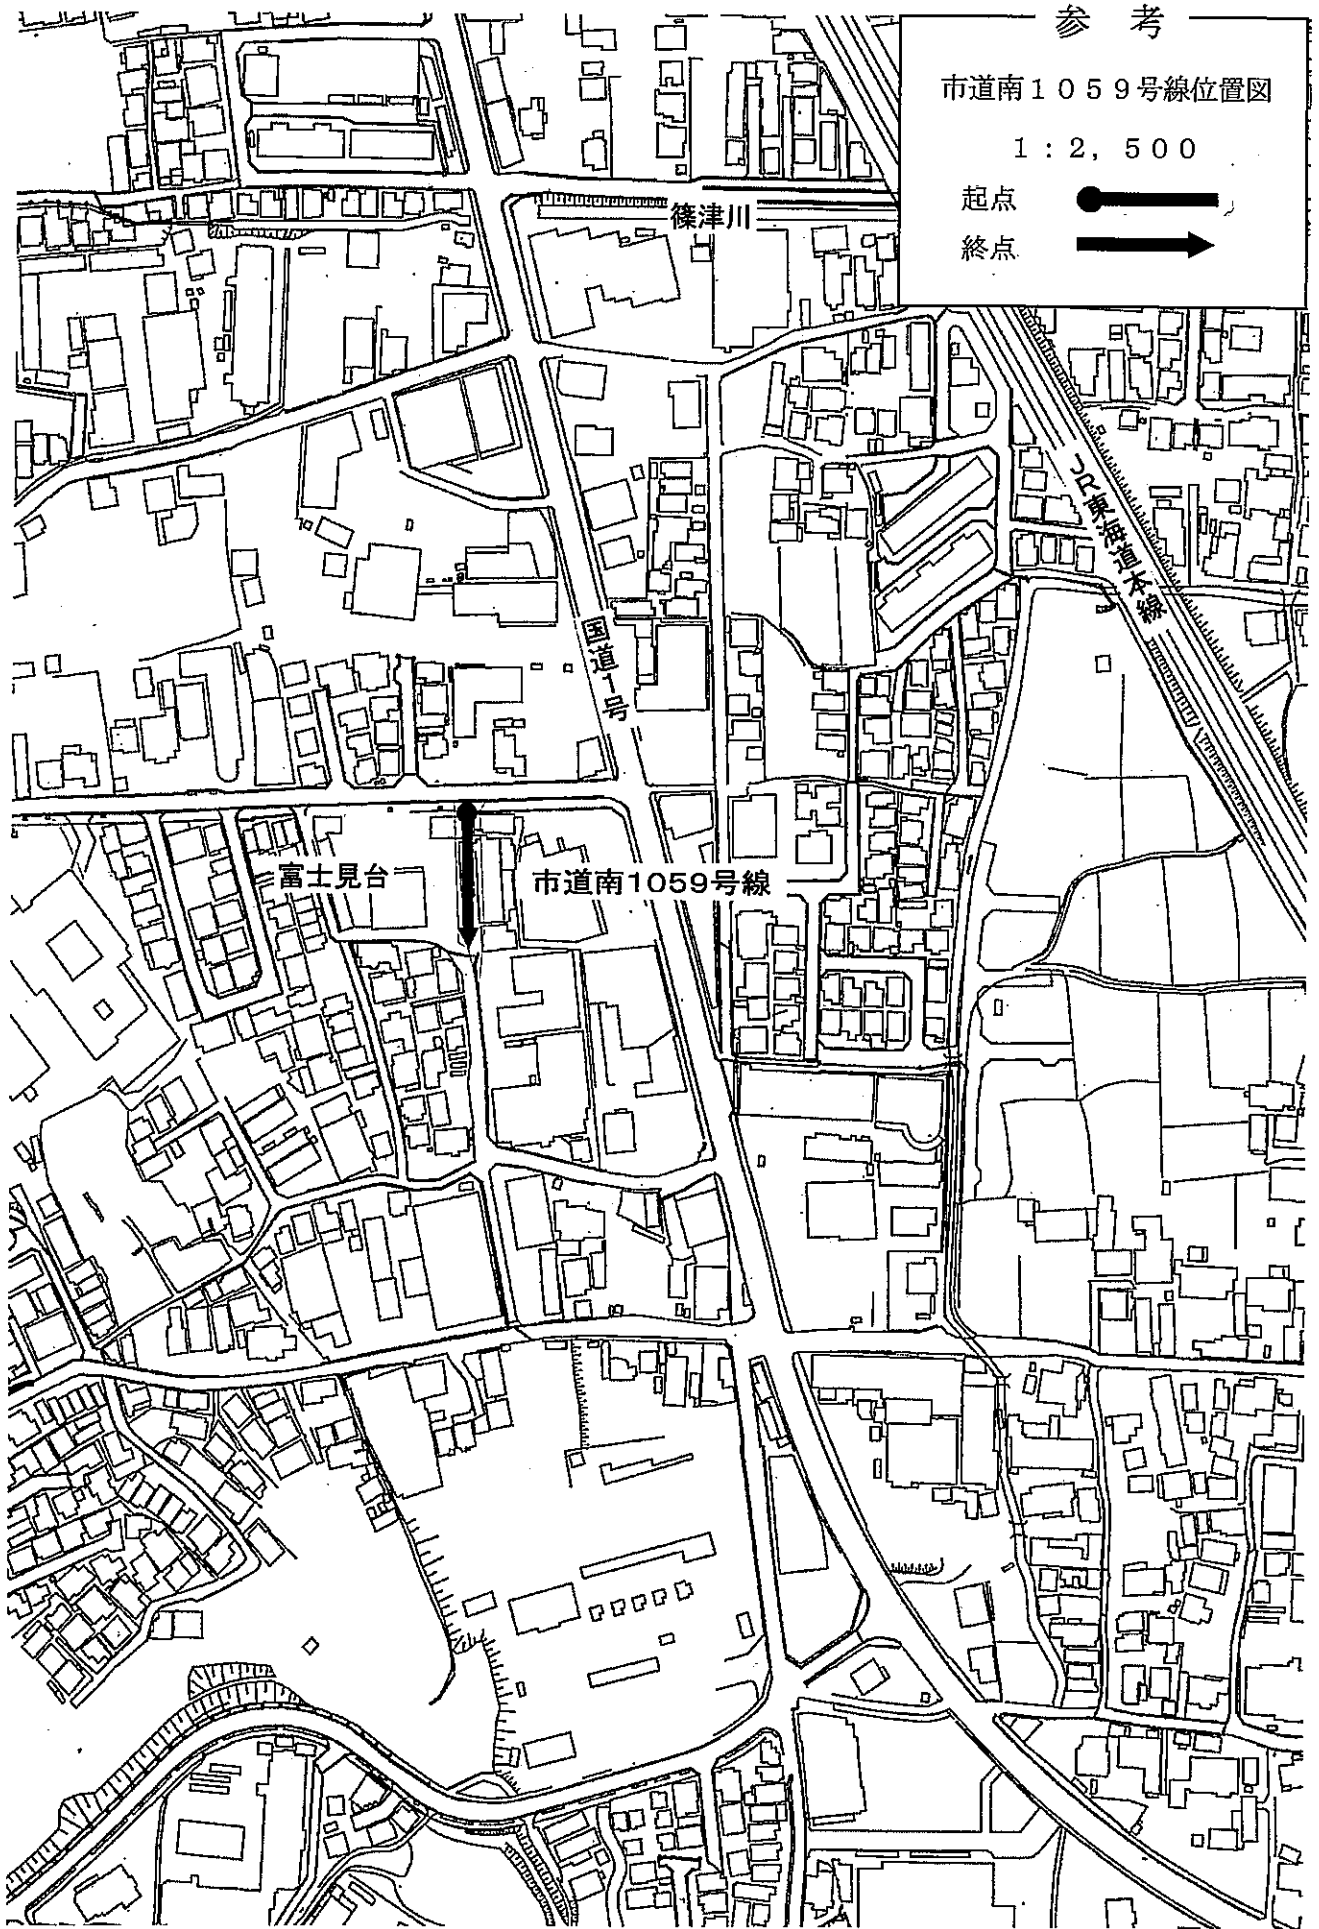 参 考
市道南1059号線位置図
1:2,500
起点
終点
篠津川
JR東海道本線
国道1号
富士見台
市道南1059号線